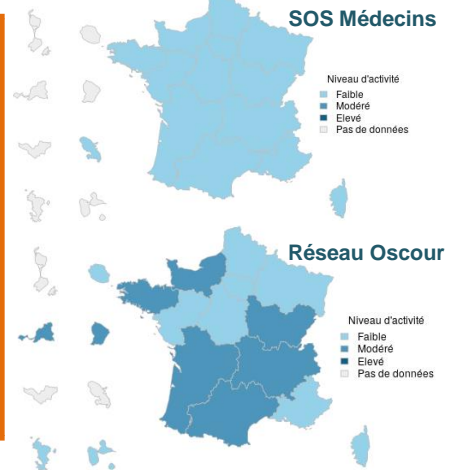 SOS Médecins
Niveau d'activité
Faible
Modéré
Elevé
Pas de données
Réseau Oscour
Niveau d'activité
Faible
Modéré
Elevé
Pas de données